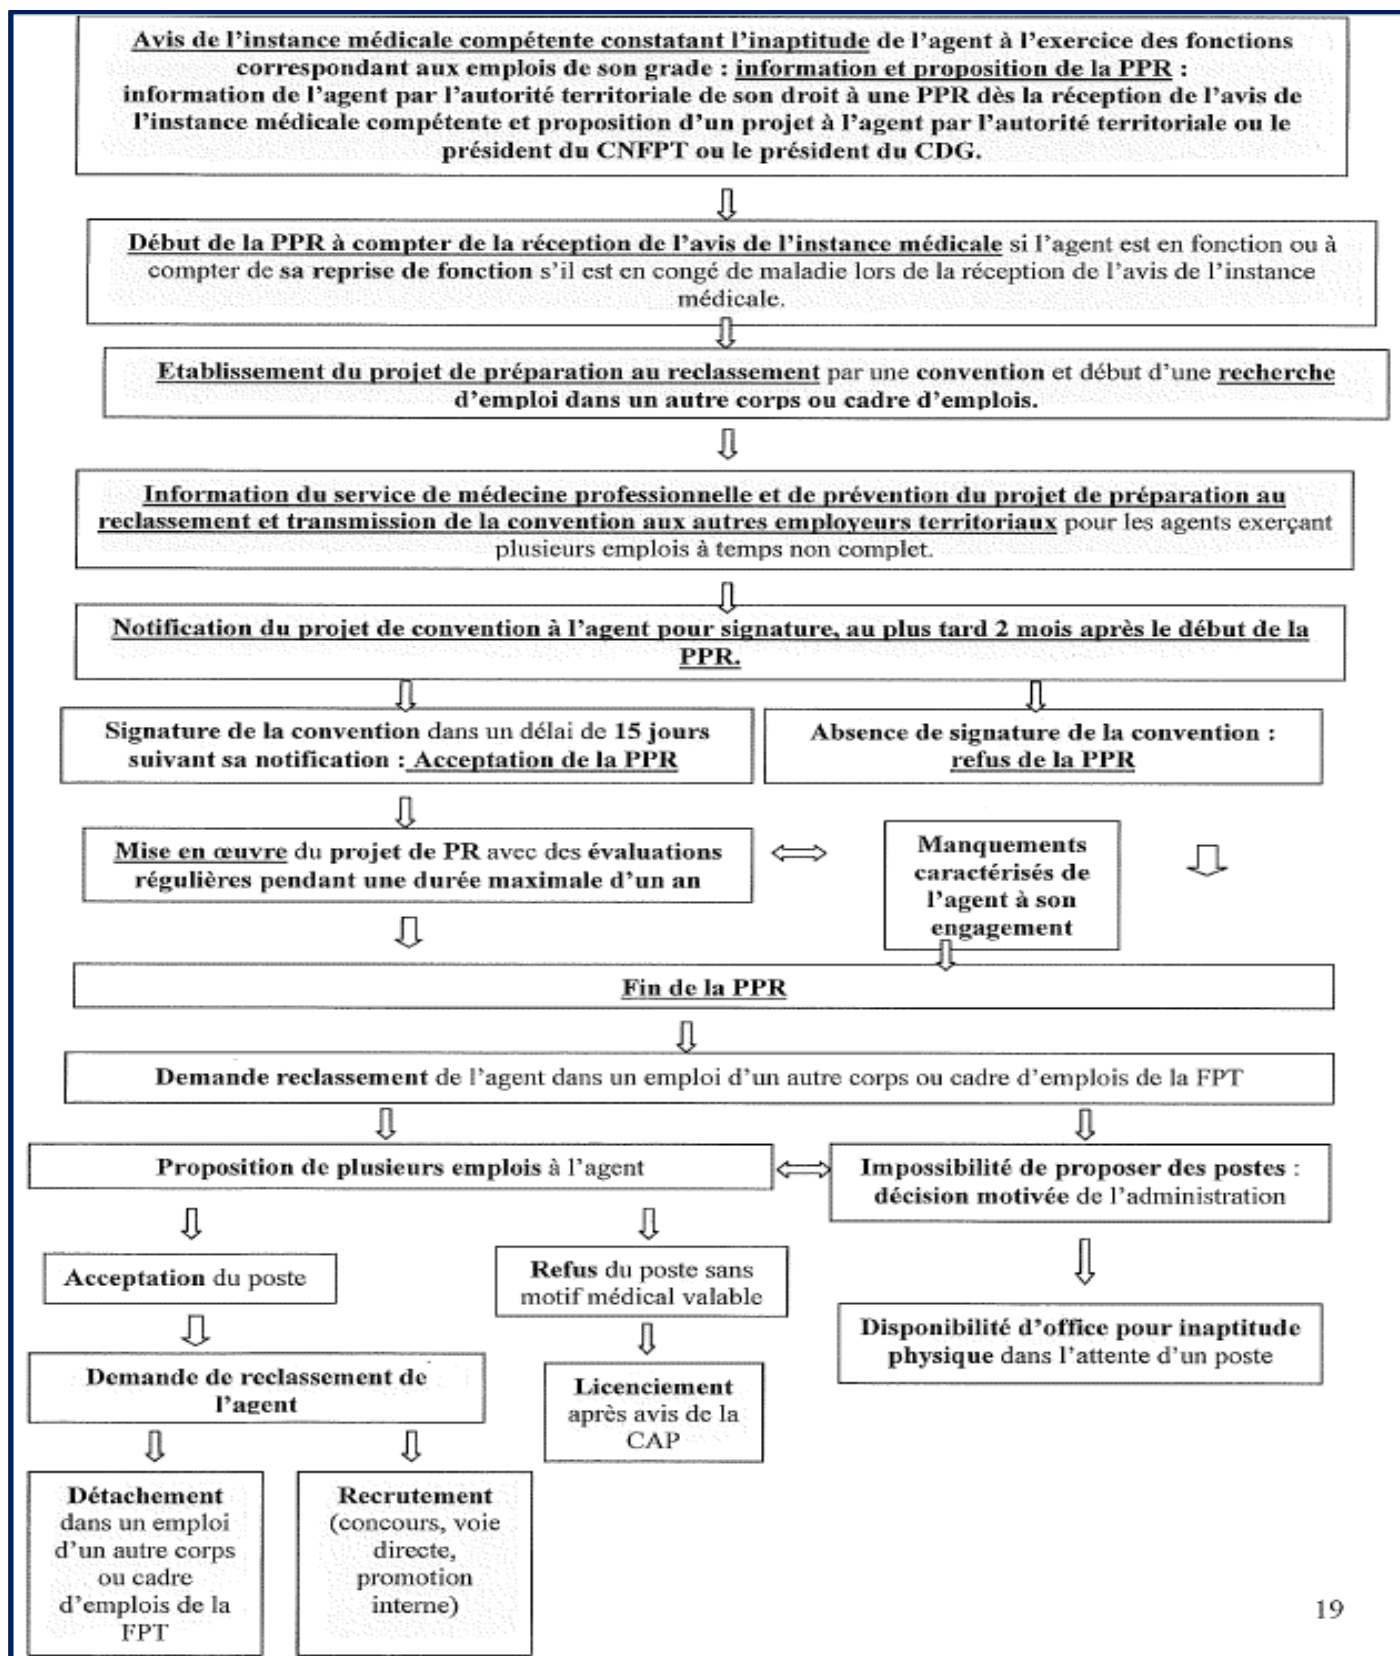 Avis de l'instance médicale compétente constatant l'inaptitude de l'agent à l'exercice des fonctions
correspondant aux emplois de son grade : information et proposition de la PPR :
information de l'agent par l'autorité territoriale de son droit à une PPR dès la réception de l'avis de
l'instance médicale compétente et proposition d'un projet à l'agent par l'autorité territoriale ou le
président du CNFPT ou le président du CDG.
Début de la PPR à compter de la réception de l'avis de l'instance médicale si l'agent est en fonction ou à
compter de sa reprise de fonction s'il est en congé de maladie lors de la réception de l'avis de l'instance
médicale.
Etablissement du projet de préparation au reclassement par une convention et début d'une recherche
d'emploi dans un autre corps ou cadre d'emplois.
Information du service de médecine professionnelle et de prévention du projet de préparation au
reclassement et transmission de la convention aux autres employeurs territoriaux pour les agents exerçant
plusieurs emplois à temps non complet.
Notification du projet de convention à l'agent pour signature, au plus tard 2 mois après le début de la
PPR.
Signature de la convention dans un délai de 15 jours
suivant sa notification : Acceptation de la PPR
Absence de signature de la convention :
refus de la PPR
Mise en œuvre du projet de PR avec des évaluations
régulières pendant une durée maximale d'un an
Manquements
caractérisés de
l'agent à son
engagement
Fin de la PPR
Demande reclassement de l'agent dans un emploi d'un autre corps ou cadre d'emplois de la FPT
Proposition de plusieurs emplois à l'agent
Impossibilité de proposer des postes :
décision motivée de l'administration
Acceptation du poste
Refus du poste sans
motif médical valable
Disponibilité d'office pour inaptitude
physique dans l'attente d'un poste
Demande de reclassement de
l'agent
Licenciement
après avis de la
CAP
Détachement
dans un emploi
d'un autre corps
ou cadre
d'emplois de la
FPT
Recrutement
(concours, voie
directe,
promotion
interne)
19